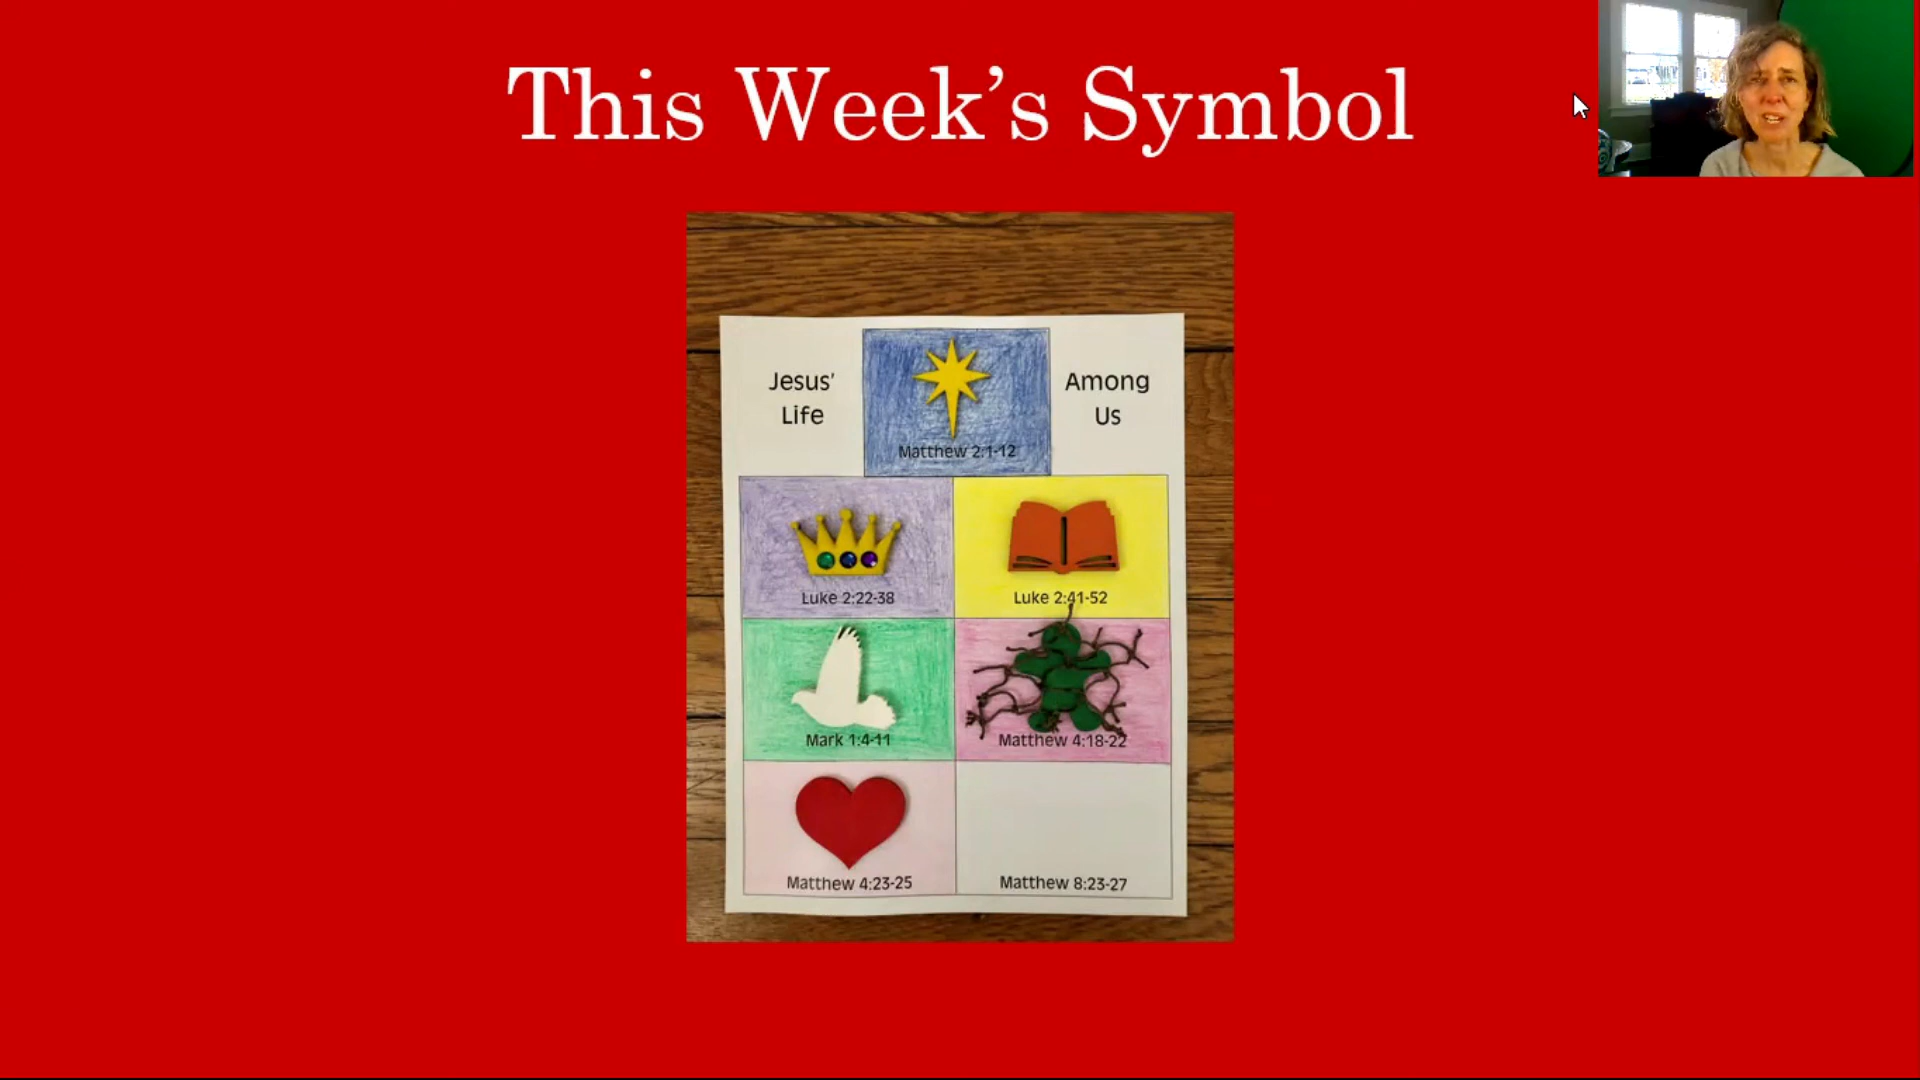 This Week's Symbol
Jesus'
Life
Among
Us
Matthew 2:1-12
Luke 2:22-38
Luke 2:41-52
Mark 1:4-11
Matthew 4:18-22
Matthew 4:23-25
Matthew 8:23-27